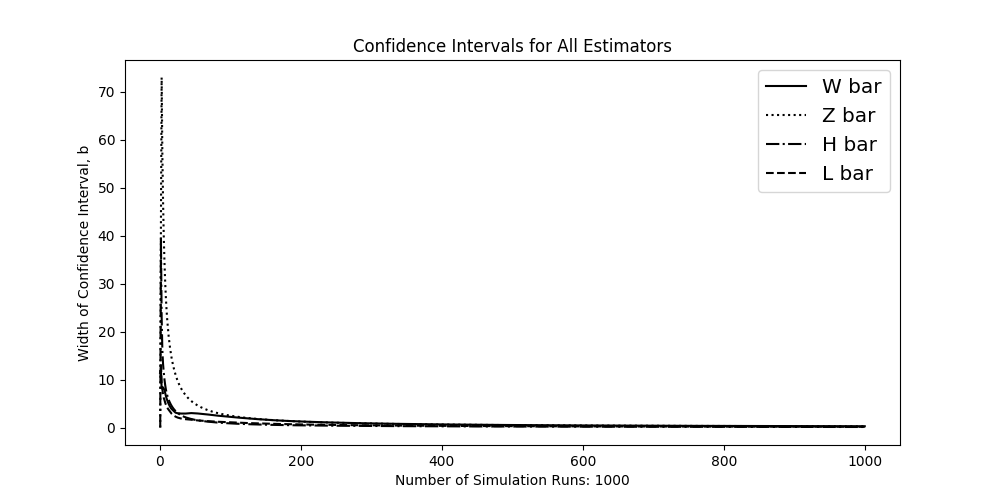 Confidence Intervals for All Estimators
W bar
Z bar
H bar
L bar
Width of Confidence Interval, b
70
60
50
40
30
20
10
0
0 200 400 600 800 1000
Number of Simulation Runs: 1000